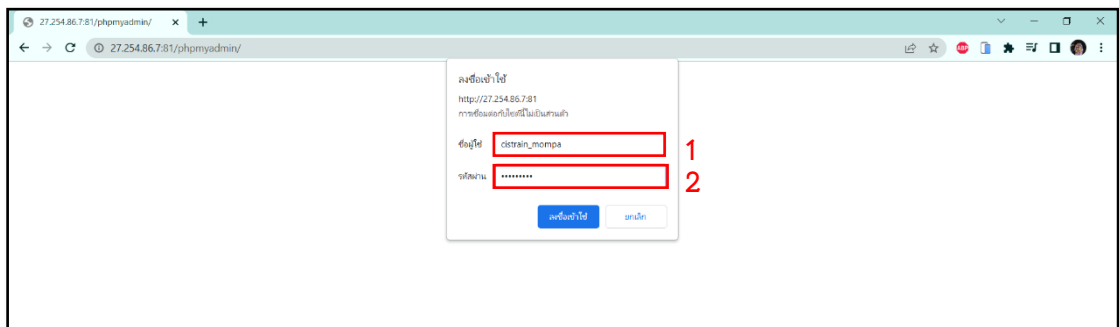 27.254.86.7:81/phpmyadmin/
27.254.86.7:81/phpmyadmin/
ABP
ลงชื่อเข้าใช้
http://27.254.86.7:81
การเชื่อมต่อกับไซต์นี้ไม่เป็นส่วนตัว
ชื่อผู้ใช้ cistrain_mompa 1
รหัสผ่าน ••••••••• 2
ลงชื่อเข้าใช้ ยกเลิก